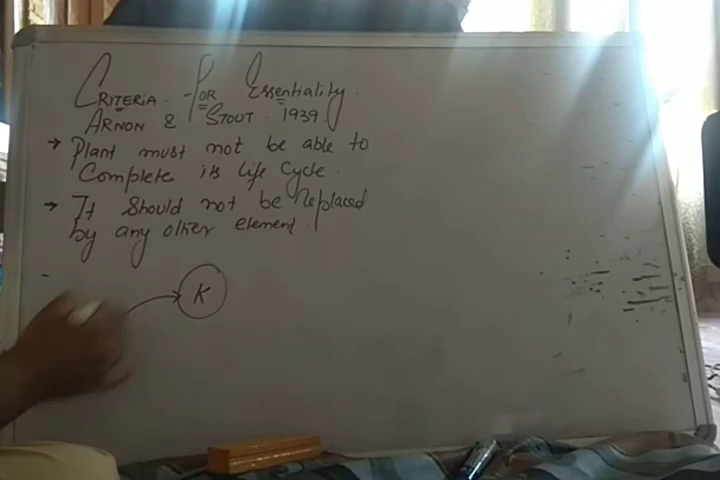 CRITERIA FOR Essentiality.
ARNON & STOUT. 1939
→ Plant must not be able to
Complete its life Cycle.
→ It Should not be Replaced
by any other element.
K